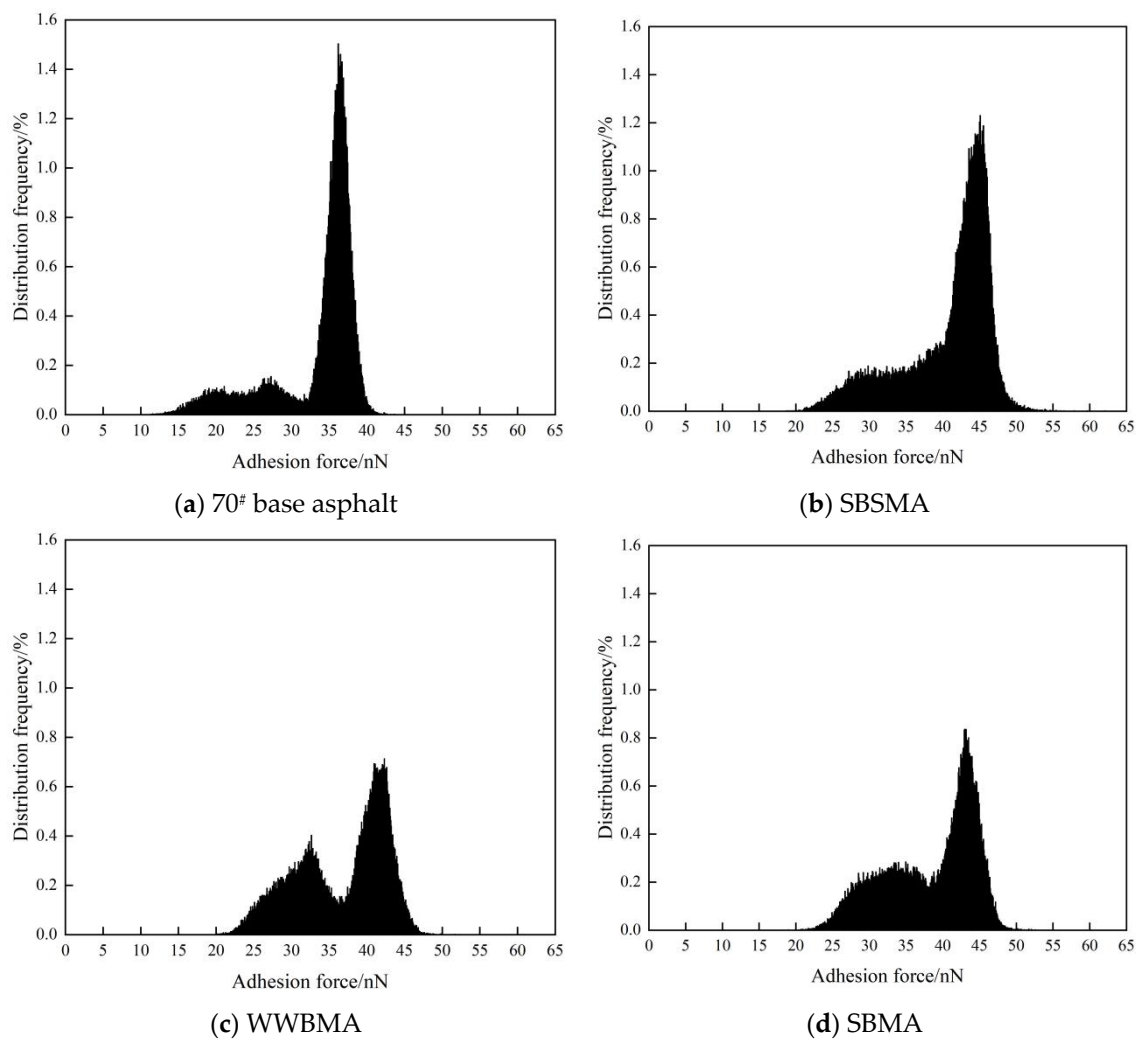 1.6
1.4
1.2
1.0
0.8
0.6
0.4
0.2
0.0
Distribution frequency/%
0 5 10 15 20 25 30 35 40 45 50 55 60 65
Adhesion force/nN
(a) 70# base asphalt
1.6
1.4
1.2
1.0
0.8
0.6
0.4
0.2
0.0
Distribution frequency/%
0 5 10 15 20 25 30 35 40 45 50 55 60 65
Adhesion force/nN
(b) SBSMA
1.6
1.4
1.2
1.0
0.8
0.6
0.4
0.2
0.0
Distribution frequency/%
0 5 10 15 20 25 30 35 40 45 50 55 60 65
Adhesion force/nN
(c) WWBMA
1.6
1.4
1.2
1.0
0.8
0.6
0.4
0.2
0.0
Distribution frequency/%
0 5 10 15 20 25 30 35 40 45 50 55 60 65
Adhesion force/nN
(d) SBMA